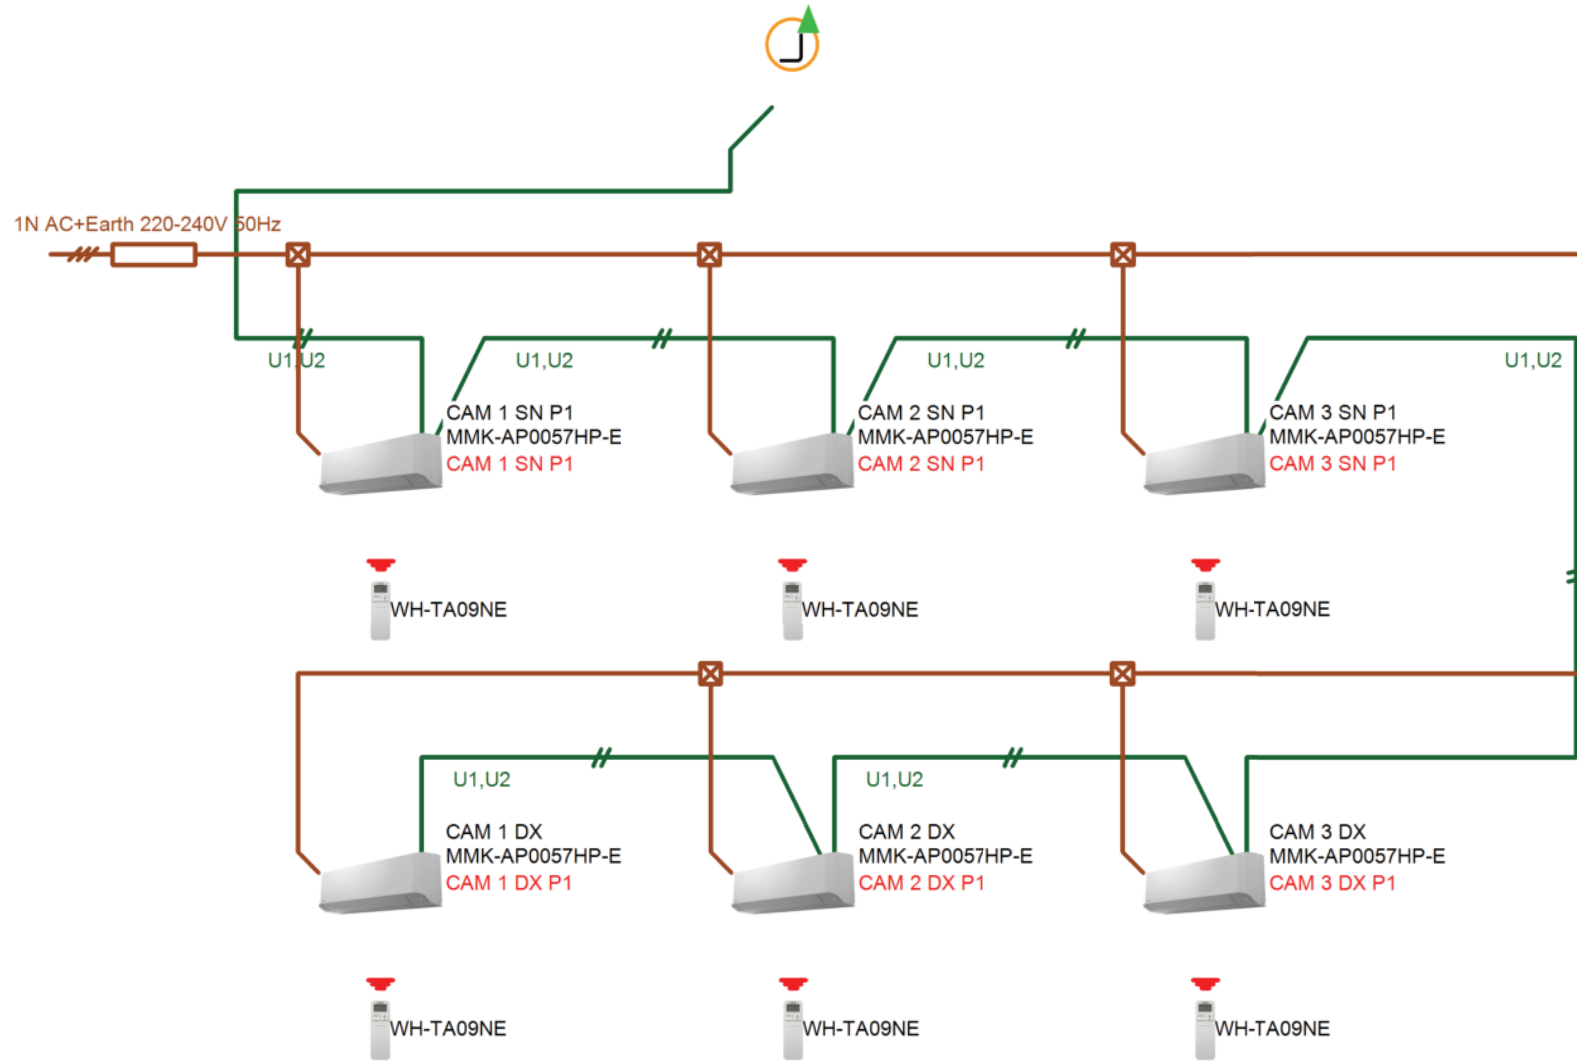 1N AC+Earth 220-240V 50Hz
U1,U2
U1,U2
U1,U2
U1,U2
CAM 1 SN P1
MMK-AP0057HP-E
CAM 1 SN P1
CAM 2 SN P1
MMK-AP0057HP-E
CAM 2 SN P1
CAM 3 SN P1
MMK-AP0057HP-E
CAM 3 SN P1
WH-TA09NE
WH-TA09NE
WH-TA09NE
U1,U2
U1,U2
CAM 1 DX
MMK-AP0057HP-E
CAM 1 DX P1
CAM 2 DX
MMK-AP0057HP-E
CAM 2 DX P1
CAM 3 DX
MMK-AP0057HP-E
CAM 3 DX P1
WH-TA09NE
WH-TA09NE
WH-TA09NE